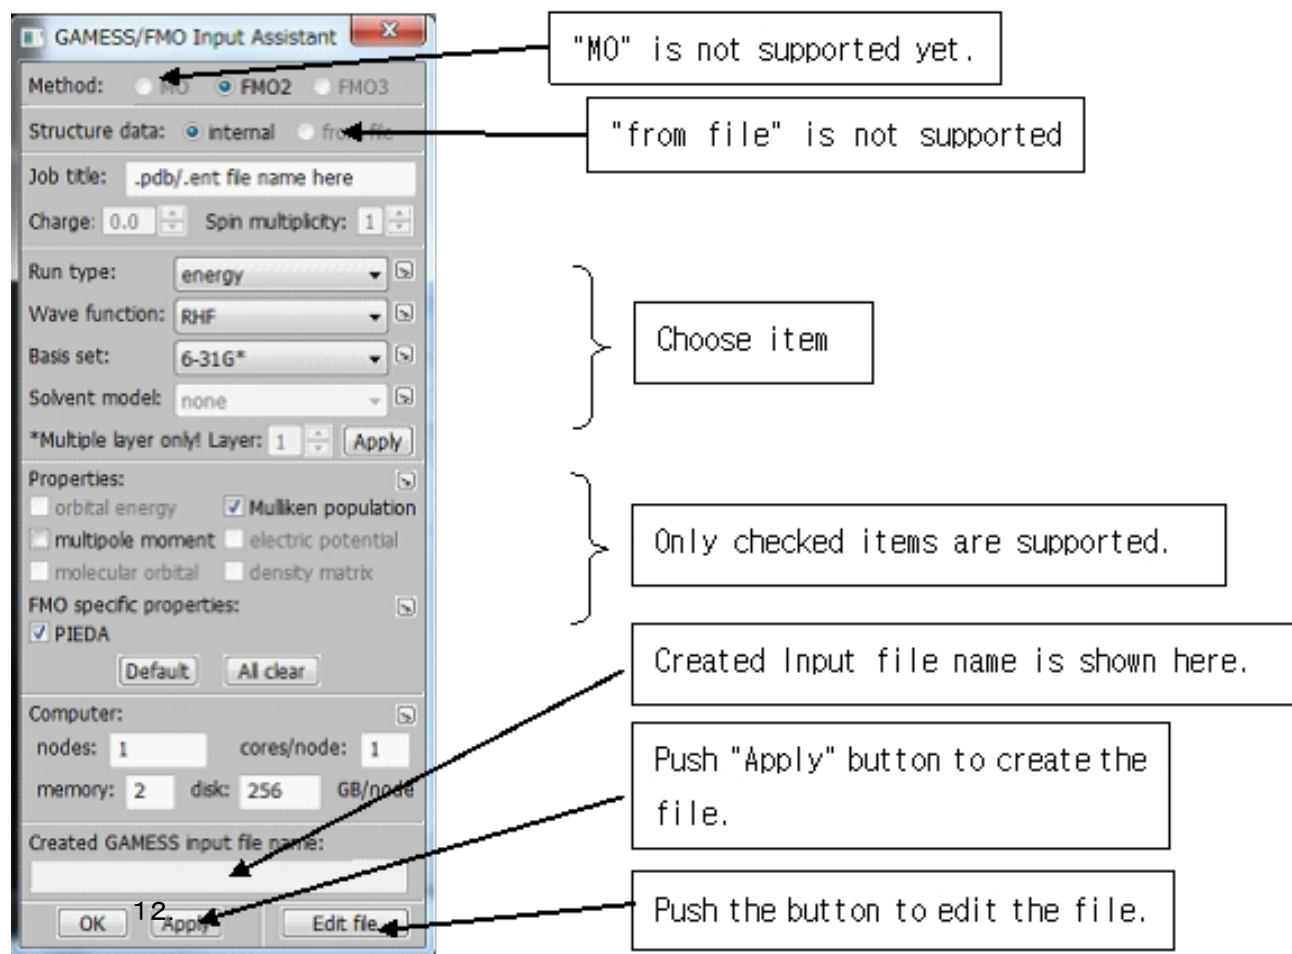 GAMESS/FMO Input Assistant
"MO" is not supported yet.
Method: MO FMO2 FMO3
"from file" is not supported
Structure data: internal from file
Job title: .pdb/.ent file name here
Charge: 0.0 Spin multiplicity: 1
Run type: energy
Wave function: RHF
Choose item
Basis set: 6-31G*
Solvent model: none
*Multiple layer only! Layer: 1 Apply
Properties:
orbital energy Mulliken population
multipole moment electric potential
Only checked items are supported.
molecular orbital density matrix
FMO specific properties:
PIEDA
Created Input file name is shown here.
Default All clear
Computer:
nodes: 1 cores/node: 1
Push "Apply" button to create the
file.
memory: 2 disk: 256 GB/node
Created GAMESS input file name:
12.
OK Apply Edit file
Push the button to edit the file.